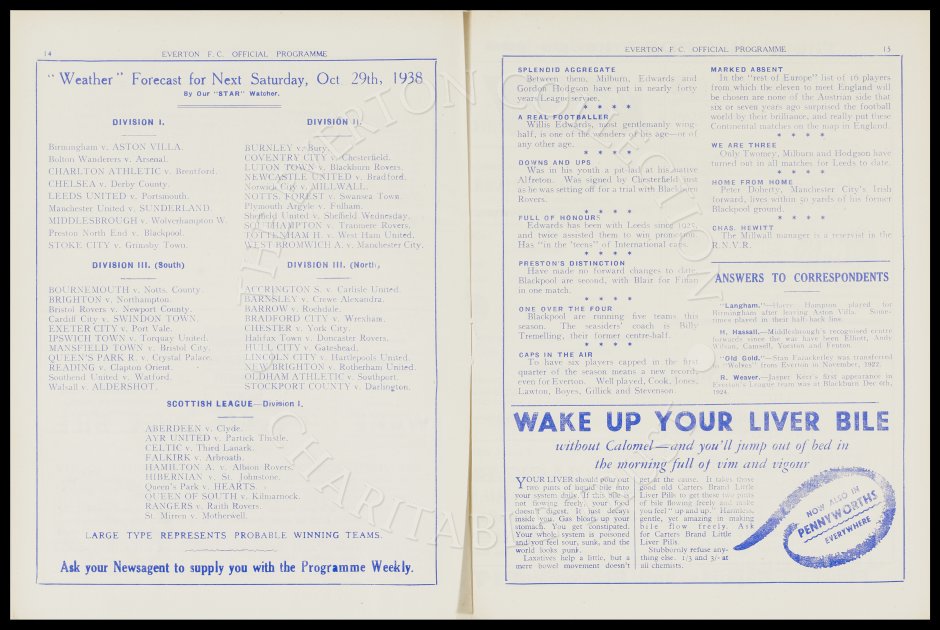 14
EVERTON F.C. OFFICIAL PROGRAMME
"Weather" Forecast for Next Saturday, Oct 29th, 1938
By Our "STAR" Watcher.
DIVISION I.
Birmingham v. ASTON VILLA.
Bolton Wanderers v. Arsenal.
CHARLTON ATHLETIC v. Brentford.
CHELSEA v. Derby County.
LEEDS UNITED v. Portsmouth.
Manchester United v. SUNDERLAND.
MIDDLESBROUGH v. Wolverhampton W.
Preston North End v. Blackpool.
STOKE CITY v. Grimsby Town.
DIVISION II.
BURNLEY v. Bury.
COVENTRY CITY v. Chesterfield.
LUTON TOWN v. Blackburn Rovers.
NEWCASTLE UNITED v. Bradford.
Norwich City v. MILLWALL.
NOTTS. FOREST v. Swansea Town.
Plymouth Argyle v. Fulham.
Sheffield United v. Sheffield Wednesday.
SOUTHAMPTON v. Tranmere Rovers.
TOTTENHAM H. v. West Ham United.
WEST BROMWICH A. v. Manchester City.
DIVISION III. (South)
BOURNEMOUTH v. Notts. County.
BRIGHTON v. Northampton.
Bristol Rovers v. Newport County.
Cardiff City v. SWINDON TOWN.
EXETER CITY v. Port Vale.
IPSWICH TOWN v. Torquay United.
MANSFIELD TOWN v. Bristol City.
QUEEN'S PARK R. v. Crystal Palace.
READING v. Clapton Orient.
Southend United v. Watford.
Walsall v. ALDERSHOT.
DIVISION III. (North)
ACCRINGTON S. v. Carlisle United.
BARNSLEY v. Crewe Alexandra.
BARROW v. Rochdale.
BRADFORD CITY v. Wrexham.
CHESTER v. York City.
Halifax Town v. Doncaster Rovers.
HULL CITY v. Gateshead.
LINCOLN CITY v. Hartlepools United.
NEW BRIGHTON v. Rotherham United.
OLDHAM ATHLETIC v. Southport.
STOCKPORT COUNTY v. Darlington.
SCOTTISH LEAGUE—Division I.
ABERDEEN v. Clyde.
AYR UNITED v. Partick Thistle.
CELTIC v. Third Lanark.
FALKIRK v. Arbroath.
HAMILTON A. v. Albion Rovers.
HIBERNIAN v. St. Johnstone.
Queen's Park v. HEARTS.
QUEEN OF SOUTH v. Kilmarnock.
RANGERS v. Raith Rovers.
St. Mirren v. Motherwell.
LARGE TYPE REPRESENTS PROBABLE WINNING TEAMS.
Ask your Newsagent to supply you with the Programme Weekly.
EVERTON F.C. OFFICIAL PROGRAMME
15
SPLENDID AGGREGATE
Between them, Milburn, Edwards and
Gordon Hodgson have put in nearly forty
years League service.
* * * *
A REAL FOOTBALLER
Willis Edwards, most gentlemanly wing-
half, is one of the wonders of his age—or of
any other age.
* * * *
DOWNS AND UPS
Was in his youth a pit-lad at his native
Alfreton. Was signed by Chesterfield just
as he was setting off for a trial with Blackburn
Rovers.
* * * *
FULL OF HONOURS
Edwards has been with Leeds since 1925,
and twice assisted them to win promotion.
Has "in the 'teens" of International caps.
* * * *
PRESTON'S DISTINCTION
Have made no forward changes to date.
Blackpool are second, with Blair for Finan
in one match.
* * * *
ONE OVER THE FOUR
Blackpool are running five teams this
season. The seasiders' coach is Billy
Tremelling, their former centre-half.
* * * *
CAPS IN THE AIR
To have six players capped in the first
quarter of the season means a new record,
even for Everton. Well played, Cook, Jones,
Laxton, Boyes, Gillick and Stevenson
MARKED ABSENT
In the "rest of Europe" list of 16 players
from which the eleven to meet England will
be chosen are none of the Austrian side that
six or seven years ago surprised the football
world by their brilliance, and really put these
Continental matches on the map in England.
* * * *
WE ARE THREE
Only Twomey, Milburn and Hodgson have
turned out in all matches for Leeds to date.
* * * *
HOME FROM HOME
Peter Doherty, Manchester City's Irish
forward, lives within 50 yards of his former
Blackpool ground.
* * * *
CHAS. HEWITT
The Millwall manager is a reservist in the
R.N.V.R.
ANSWERS TO CORRESPONDENTS
"Langham."—Harry Hampton played for
Birmingham after leaving Aston Villa.
played in their half-back line.
H. Hassall.—Middlesbrough's recognised centre
forwards since the war have been Elliott, Andy
Wilson, Camsell, Yorston and Fenton.
"Old Gold."—Stan Fazackerley was transferred
to "Wolves" from Everton in November, 1922.
R. Weaver.—Jasper Kerr's first appearance in
Everton's League team was at Blackburn Dec 6th,
1924.
WAKE UP YOUR LIVER BILE
without Calomel—and you'll jump out of bed in
the morning full of vim and vigour
YOUR LIVER should pour out
two pints of liquid bile into
your system daily. If this bile is
not flowing freely, your food
doesn't digest. It just decays
inside you. Gas bloats up your
stomach. You get constipated.
Your whole system is poisoned
and you feel sour, sunk, and the
world looks punk.
Laxatives help a little, but a
mere bowel movement doesn't
get at the cause. It takes those
good old Carters Brand Little
Liver Pills to get these two pints
of bile flowing freely and make
you feel "up and up." Harmless,
gentle, yet amazing in making
bile flow freely. Ask
for Carters Brand Little
Liver Pills.
Stubbornly refuse any-
thing else. 1/3 and 3/- at
all chemists.
NOW ALSO IN
PENNYWORTHS
EVERYWHERE
EVERTON COLLECTION
CHARITABLE